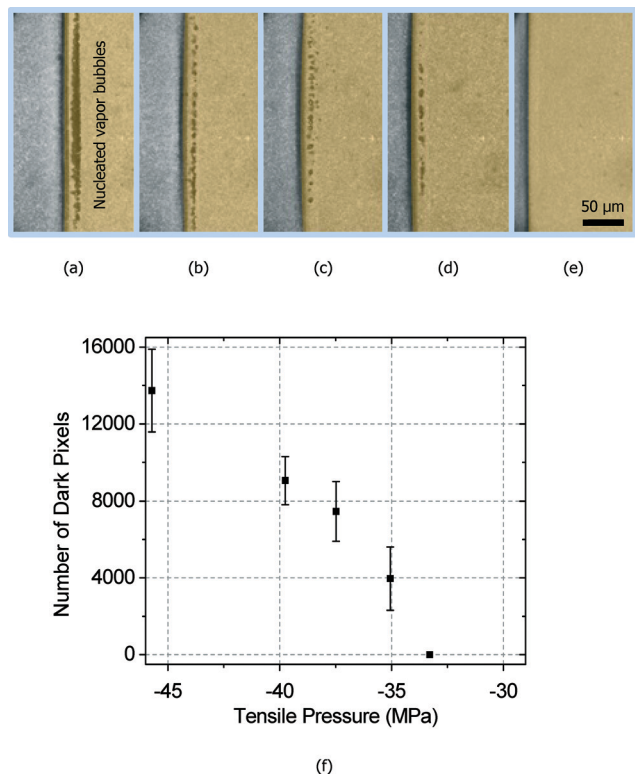 Nucleated vapor bubbles
50 µm
(a) (b) (c) (d) (e)
16000
12000
8000
4000
0
Number of Dark Pixels
-45 -40 -35 -30
Tensile Pressure (MPa)
(f)